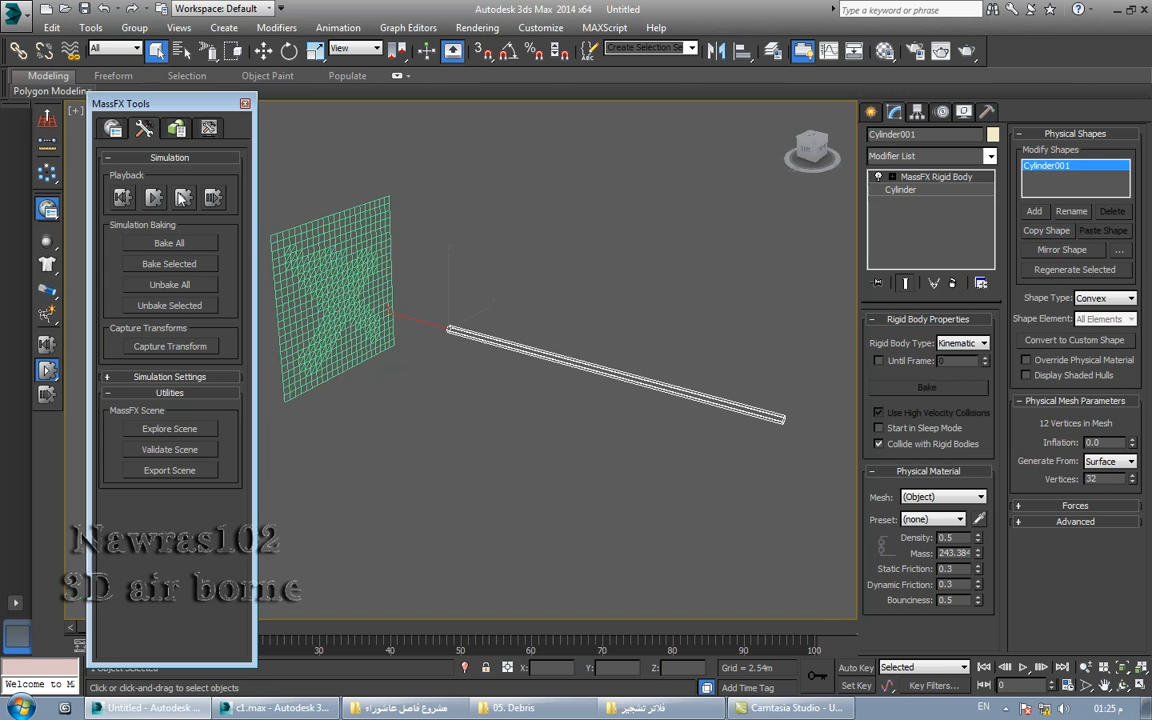 Workspace: Default
Autodesk 3ds Max 2014 x64 Untitled
Type a keyword or phrase
Edit Tools Group Views Create Modifiers Animation Graph Editors Rendering Customize MAXScript Help
All
View
Create Selection Se
Modeling Freeform Selection Object Paint Populate
Polygon Modeling
MassFX Tools
Simulation
Playback
Simulation Baking
Bake All
Bake Selected
Unbake All
Unbake Selected
Capture Transforms
Capture Transform
Simulation Settings
Utilities
MassFX Scene
Explore Scene
Validate Scene
Export Scene
Nawras102
3D air borne
[+]
Cylinder001
Modifier List
MassFX Rigid Body
Cylinder
Rigid Body Properties
Rigid Body Type: Kinematic
Until Frame: 0
Bake
Use High Velocity Collisions
Start in Sleep Mode
Collide with Rigid Bodies
Physical Material
Mesh: (Object)
Preset: (none)
Density: 0.5
Mass: 243.384
Static Friction: 0.3
Dynamic Friction: 0.3
Bounciness: 0.5
Physical Shapes
Modify Shapes
Cylinder001
Add Rename Delete
Copy Shape Paste Shape
Mirror Shape ...
Regenerate Selected
Shape Type: Convex
Shape Element: All Elements
Convert to Custom Shape
Override Physical Material
Display Shaded Hulls
Physical Mesh Parameters
12 Vertices in Mesh
Inflation: 0.0
Generate From: Surface
Vertices: 32
Forces
Advanced
30 40 50 60 70 80 90 100
X: Y: Z: Grid = 2.54m
Auto Key Selected
Welcome to M
Click or click-and-drag to select objects
Add Time Tag
Set Key Key Filters... 0
Untitled - Autodesk ... c1.max - Autodesk 3... مشروع فاصل عاشوراء 05. Debris فلاتر تشجير Camtasia Studio - U...
EN 01:25 م